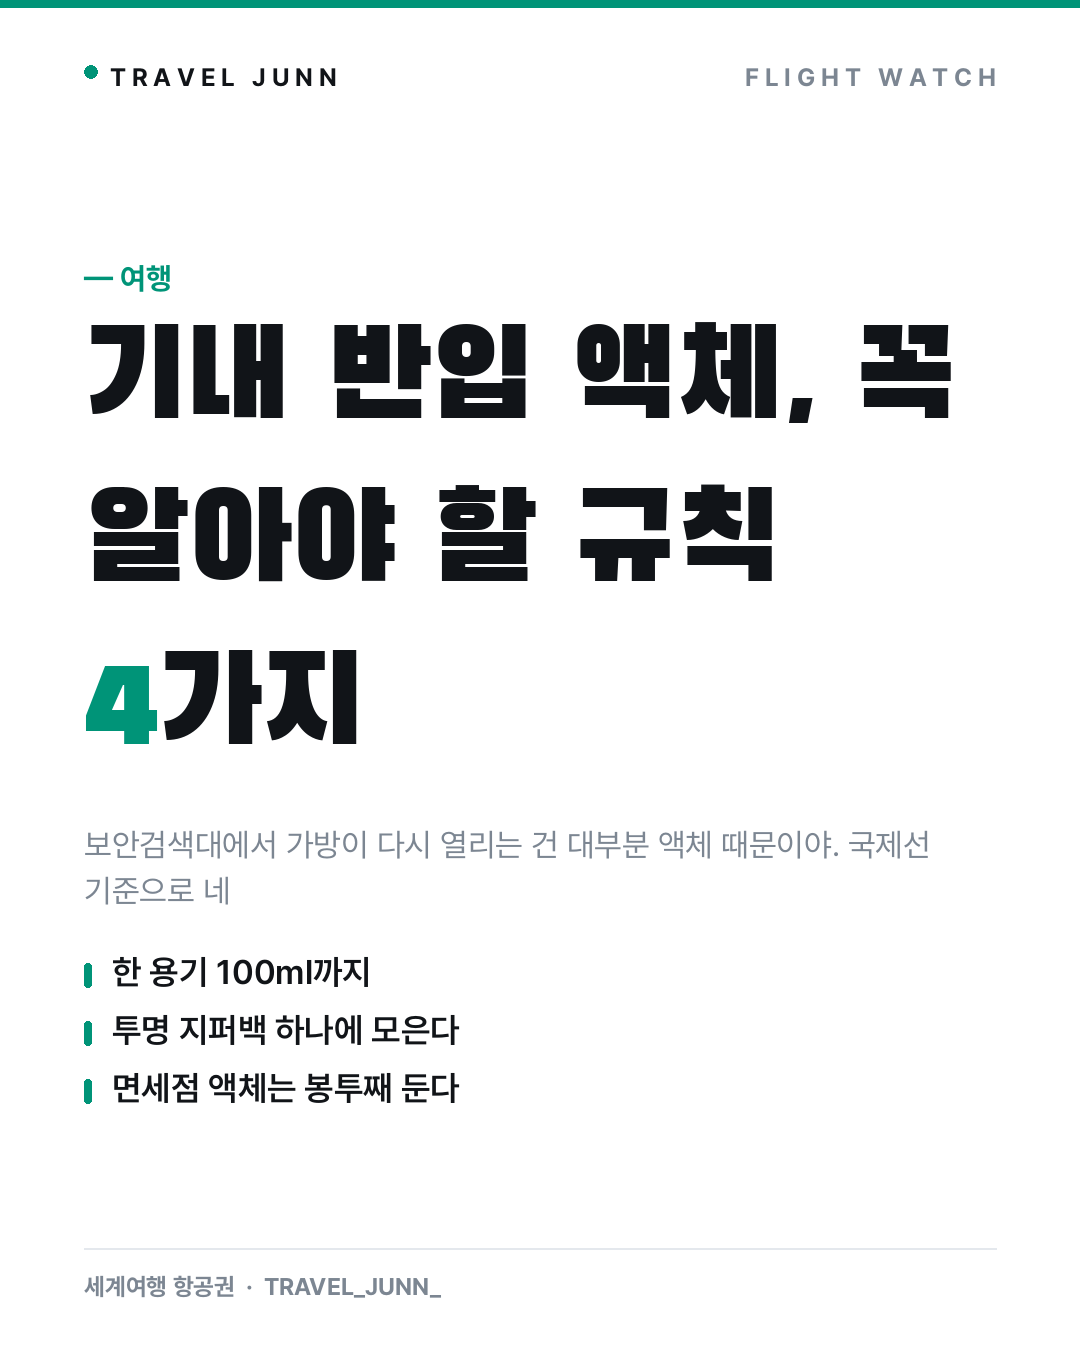 TRAVEL JUNN
FLIGHT WATCH
— 여행
기내 반입 액체, 꼭
알아야 할 규칙
4가지
보안검색대에서 가방이 다시 열리는 건 대부분 액체 때문이야. 국제선
기준으로 네
한 용기 100ml까지
투명 지퍼백 하나에 모은다
면세점 액체는 봉투째 둔다
세계여행 항공권 · TRAVEL_JUNN_